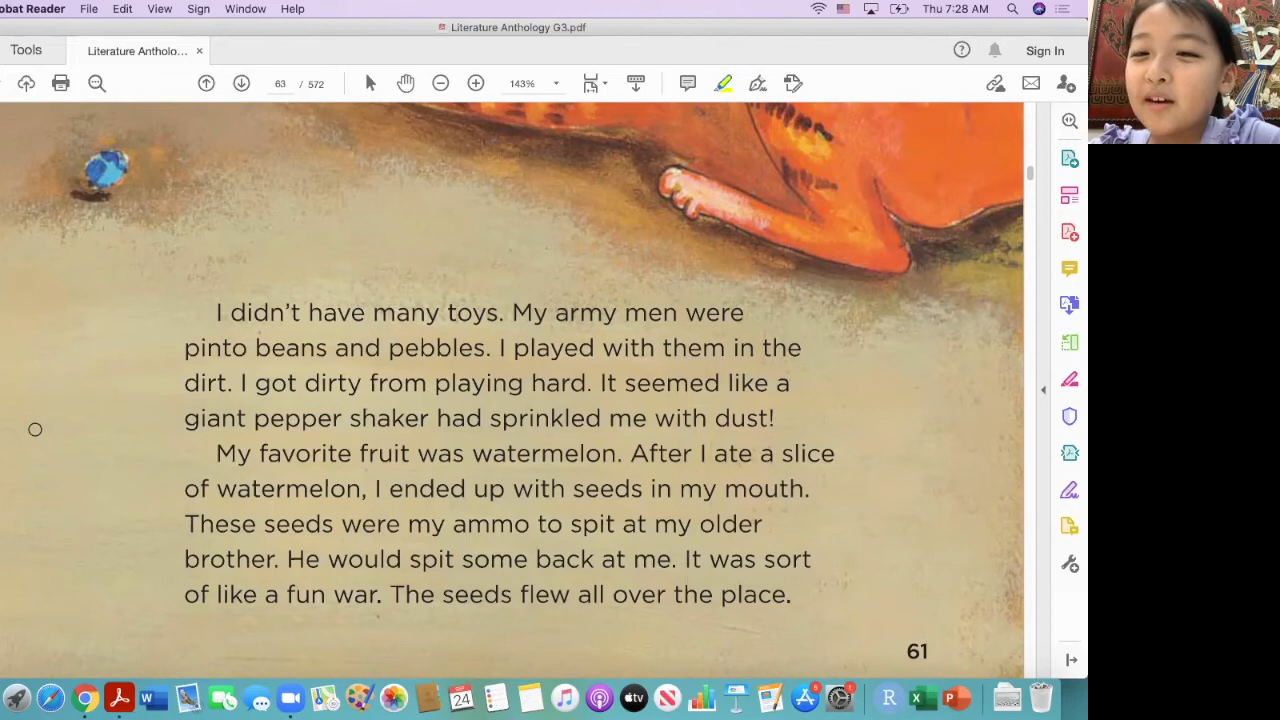 obat Reader File Edit View Sign Window Help Thu 7:28 AM
Literature Anthology G3.pdf
Tools Literature Antholo... × Sign In
63 / 572 143%
I didn't have many toys. My army men were
pinto beans and pebbles. I played with them in the
dirt. I got dirty from playing hard. It seemed like a
giant pepper shaker had sprinkled me with dust!
My favorite fruit was watermelon. After I ate a slice
of watermelon, I ended up with seeds in my mouth.
These seeds were my ammo to spit at my older
brother. He would spit some back at me. It was sort
of like a fun war. The seeds flew all over the place.
61